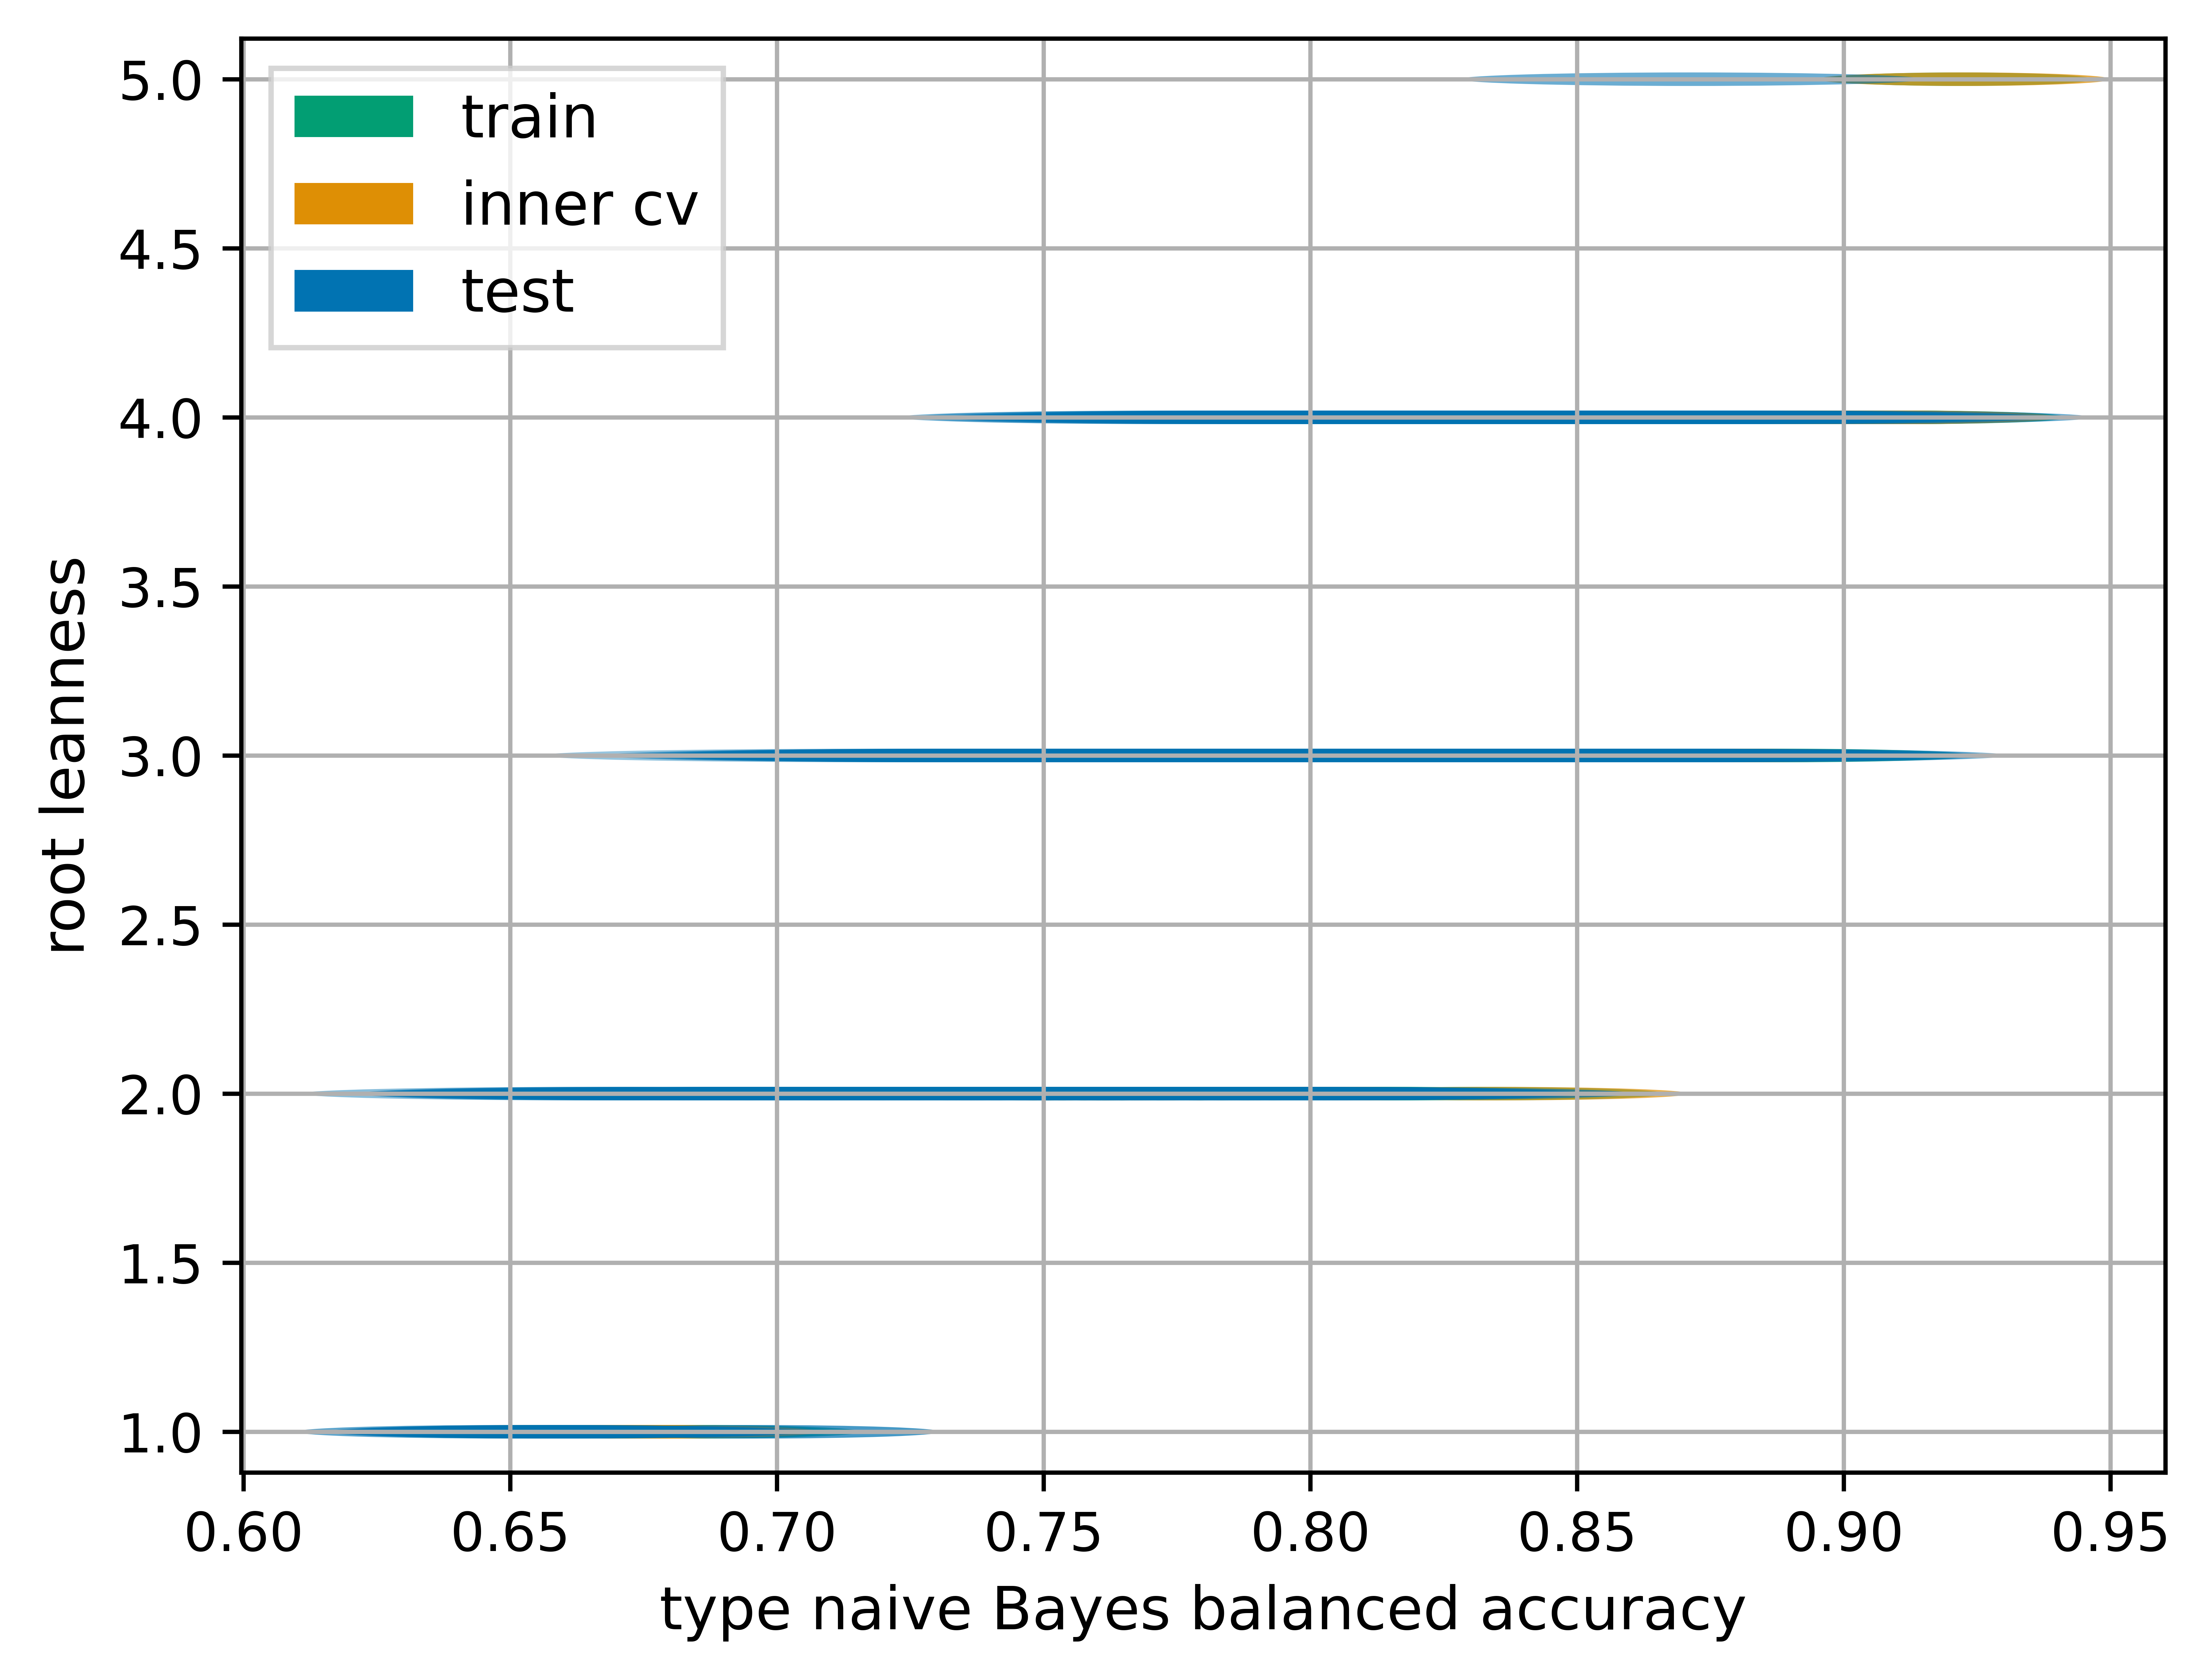 5.0
4.5
4.0
3.5
3.0
2.5
2.0
1.5
1.0
root leanness
train
inner cv
test
0.60 0.65 0.70 0.75 0.80 0.85 0.90 0.95
type naive Bayes balanced accuracy